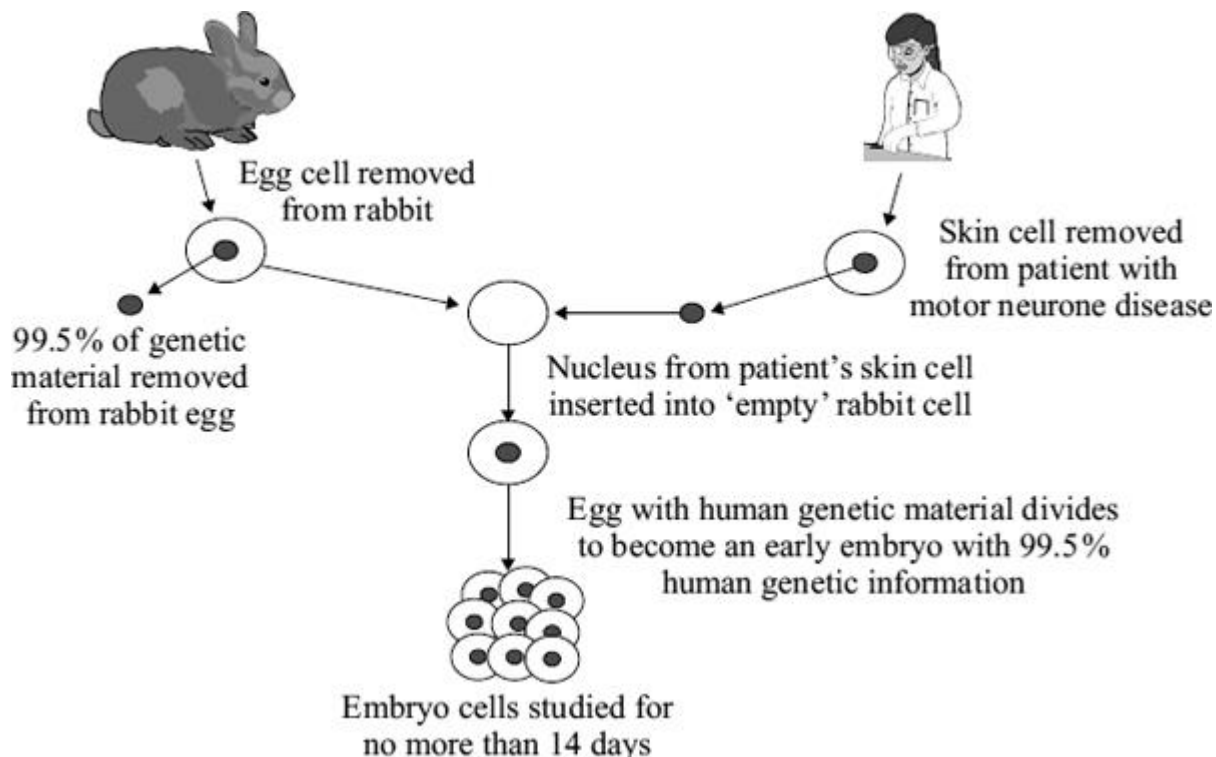 Egg cell removed
from rabbit
Skin cell removed
from patient with
motor neurone disease
99.5% of genetic
material removed
from rabbit egg
Nucleus from patient's skin cell
inserted into 'empty' rabbit cell
Egg with human genetic material divides
to become an early embryo with 99.5%
human genetic information
Embryo cells studied for
no more than 14 days